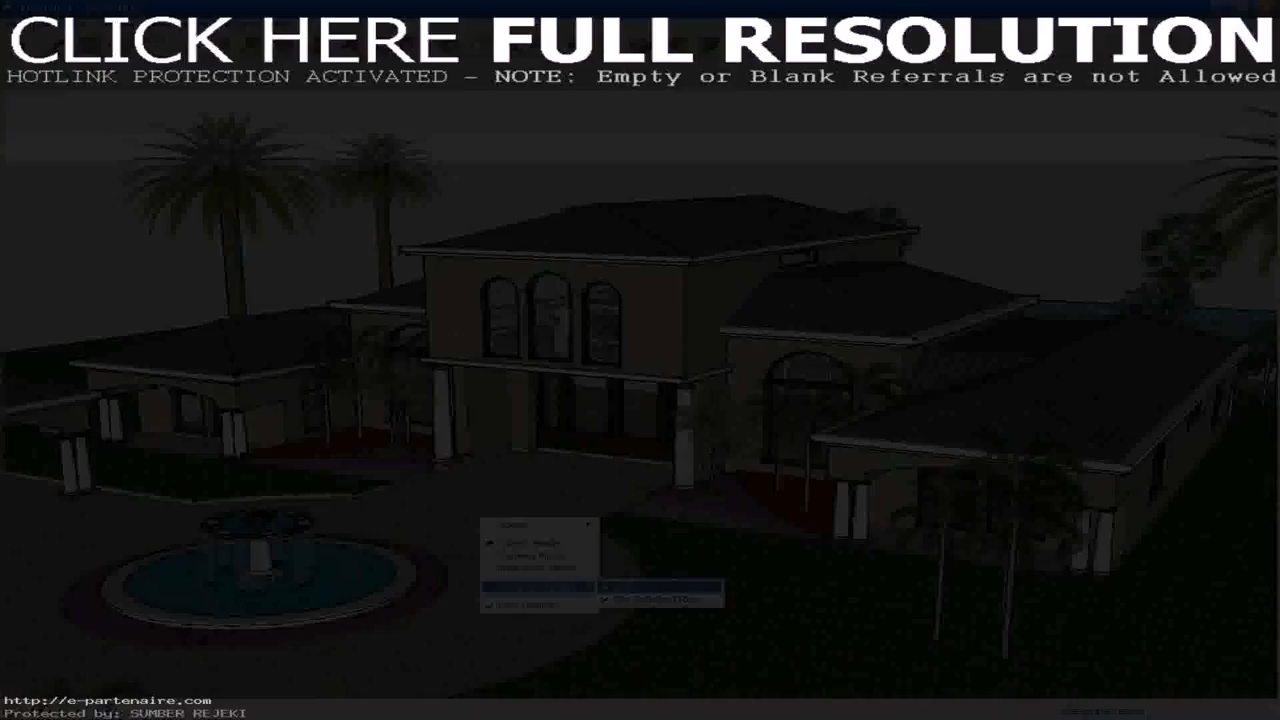 CLICK HERE FULL RESOLUTION
HOTLINK PROTECTION ACTIVATED – NOTE: Empty or Blank Referrals are not Allowed
http://e-partenaire.com
Protected by: SUMBER REJEKI